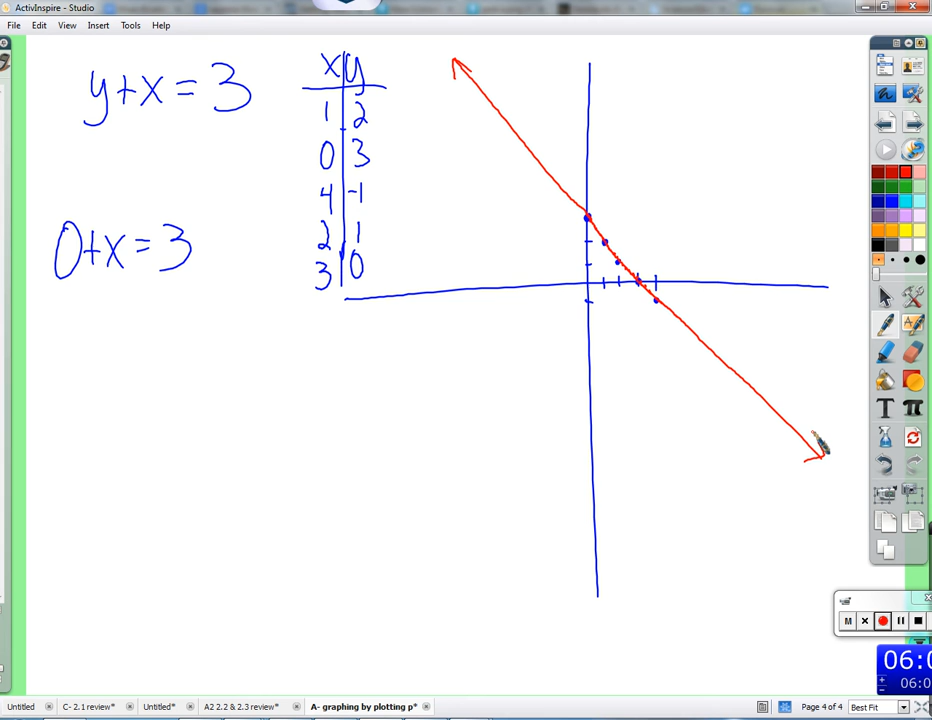 ActivInspire - Studio
File Edit View Insert Tools Help
y+x=3
x y
1 2
0 3
4 -1
2 1
3 0
0+x=3
T π
M
06:0
06:0
Untitled C- 2.1 review* Untitled* A2 2.2 & 2.3 review* A- graphing by plotting p* Page 4 of 4 Best Fit